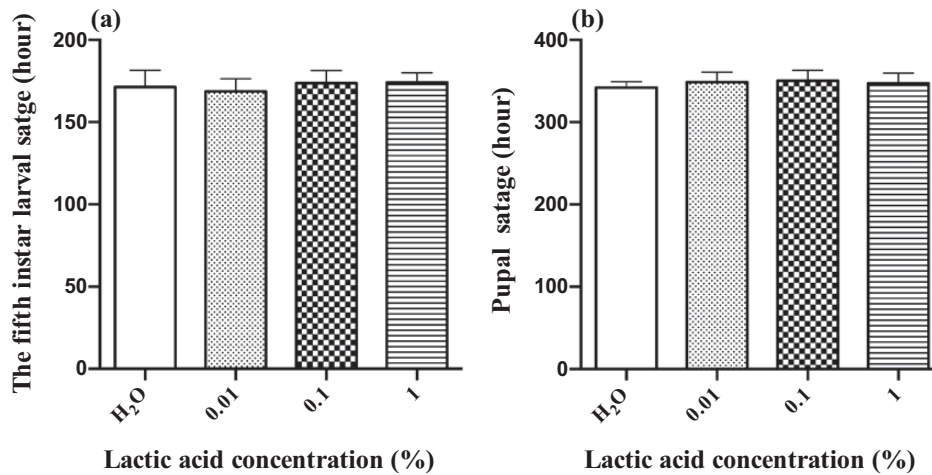 (a)
The fifth instar larval satge (hour)
200
150
100
50
0
H₂O
0.01
0.1
1
Lactic acid concentration (%)
(b)
Pupal satage (hour)
400
300
200
100
0
H₂O
0.01
0.1
1
Lactic acid concentration (%)